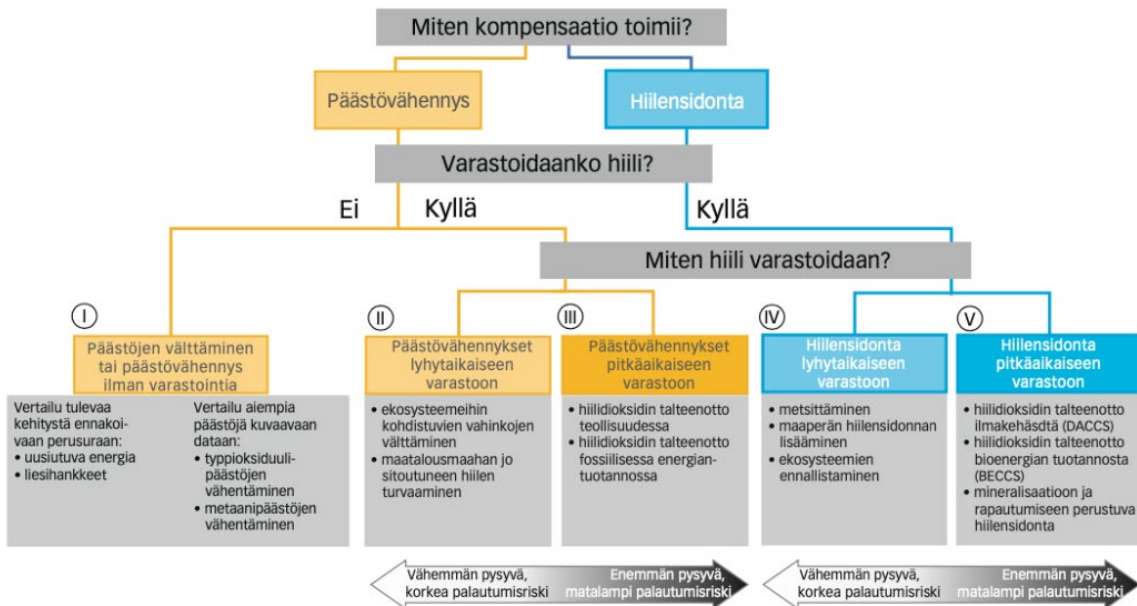 Miten kompensaatio toimii?
Päästövähennys
Hiilensidonta
Varastoidaanko hiili?
Ei
Kyllä
Kyllä
Miten hiili varastoidaan?
I
Päästöjen välttäminen
tai päästövähennys
ilman varastointia
Vertailu tulevaa
kehitystä ennakoi-
vaan perusuraan:
• uusiutuva energia
• liesihankkeet
Vertailu aiempia
päästöjä kuvaavaan
dataan:
• typpioksiduuli-
päästöjen
vähentäminen
• metaanipäästöjen
vähentäminen
II
Päästövähennykset
lyhytaikaiseen
varastoon
• ekosysteemeihin
kohdistuvien vahinkojen
välttäminen
• maatalousmaahan jo
sitoutuneen hiilen
turvaaminen
III
Päästövähennykset
pitkäaikaiseen
varastoon
• hiilidioksidin talteenotto
teollisuudessa
• hiilidioksidin talteenotto
fossiilisessa energian-
tuotannossa
IV
Hiilensidonta
lyhytaikaiseen
varastoon
• metsittäminen
• maaperän hiilensidonnan
lisääminen
• ekosysteemien
ennallistaminen
V
Hiilensidonta
pitkäaikaiseen
varastoon
• hiilidioksidin talteenotto
ilmakehäsdtä (DACCS)
• hiilidioksidin talteenotto
bioenergian tuotannosta
(BECCS)
• mineralisaatioon ja
rapautumiseen perustuva
hiilensidonta
Vähemmän pysyvä,
korkea palautumisriski
Enemmän pysyvä,
matalampi palautumisriski
Vähemmän pysyvä,
korkea palautumisriski
Enemmän pysyvä,
matalampi palautumisriski